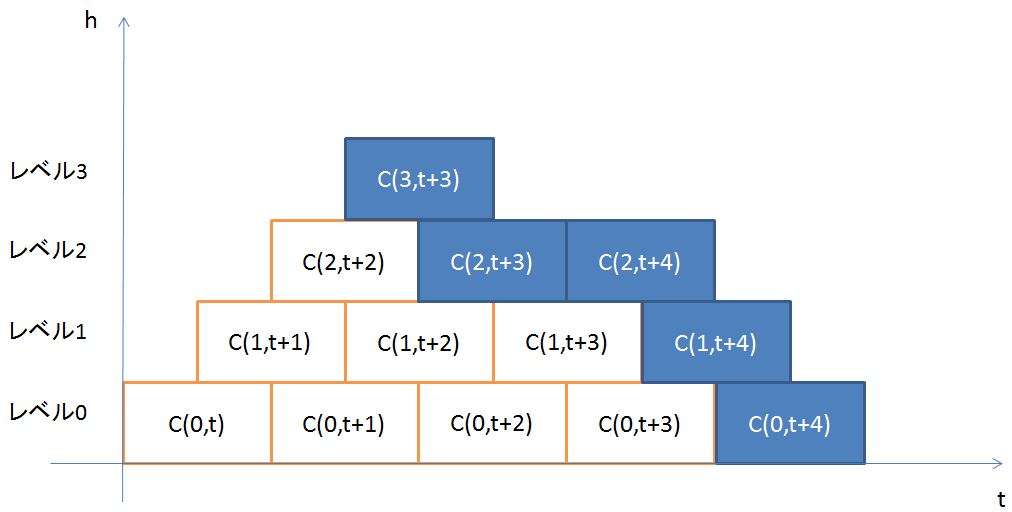 h
レベル3
C(3,t+3)
レベル2
C(2,t+2) C(2,t+3) C(2,t+4)
レベル1
C(1,t+1) C(1,t+2) C(1,t+3) C(1,t+4)
レベル0
C(0,t) C(0,t+1) C(0,t+2) C(0,t+3) C(0,t+4)
t